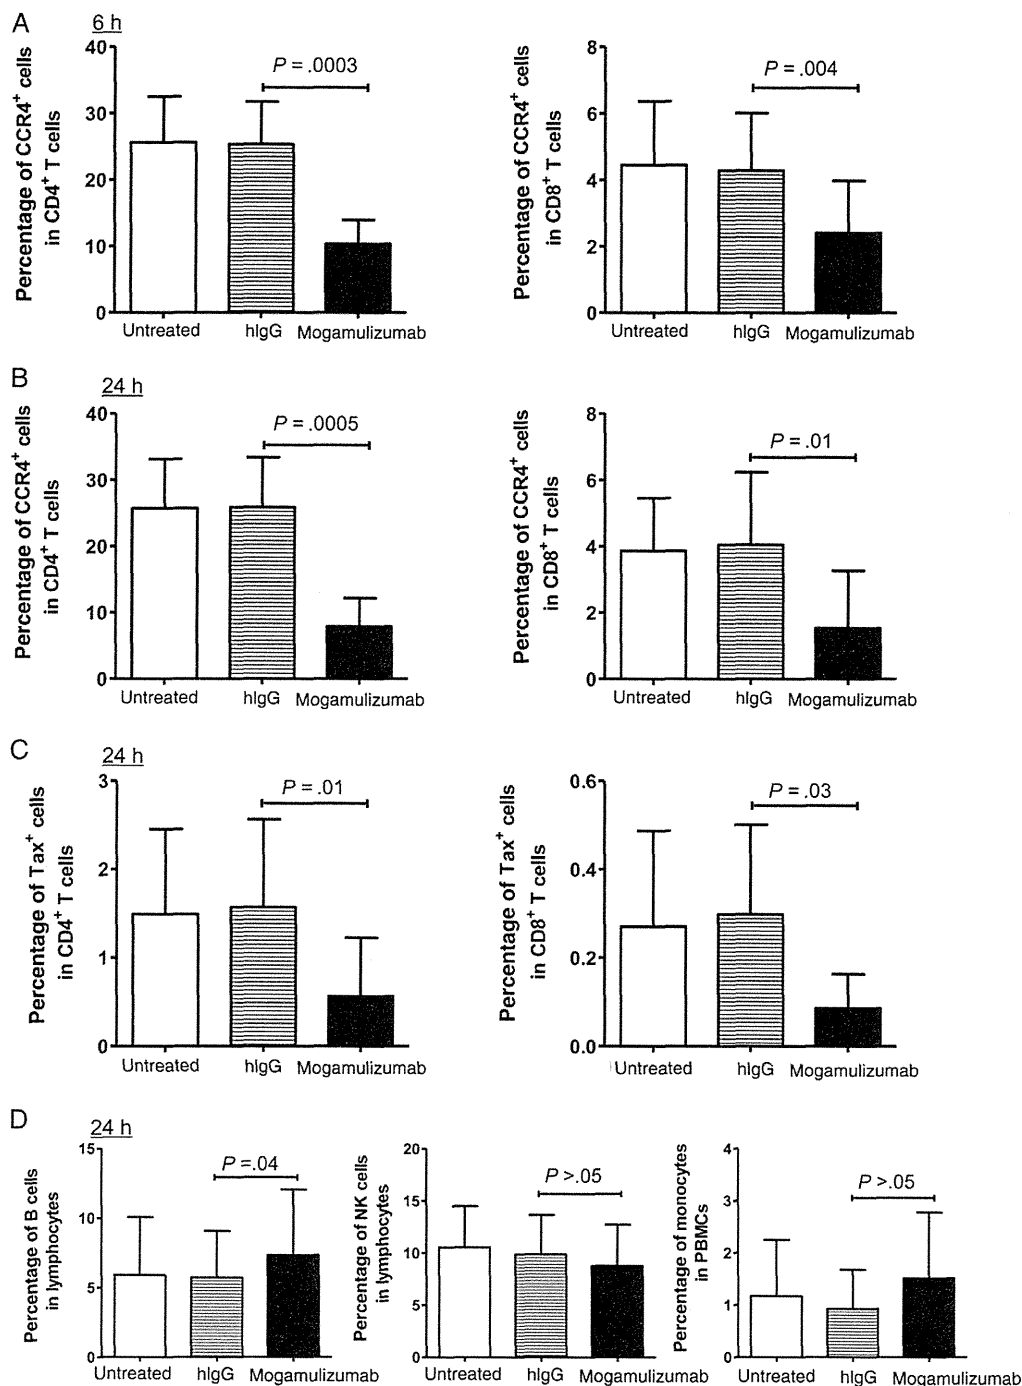 A
6 h
Percentage of CCR4+ cells
in CD4+ T cells
40
30
20
10
0
P = .0003
Untreated
hIgG
Mogamulizumab
Percentage of CCR4+ cells
in CD8+ T cells
8
6
4
2
0
P = .004
Untreated
hIgG
Mogamulizumab
B
24 h
Percentage of CCR4+ cells
in CD4+ T cells
40
30
20
10
0
P = .0005
Untreated
hIgG
Mogamulizumab
Percentage of CCR4+ cells
in CD8+ T cells
8
6
4
2
0
P = .01
Untreated
hIgG
Mogamulizumab
C
24 h
Percentage of Tax+ cells
in CD4+ T cells
3
2
1
0
P = .01
Untreated
hIgG
Mogamulizumab
Percentage of Tax+ cells
in CD8+ T cells
0.6
0.4
0.2
0.0
P = .03
Untreated
hIgG
Mogamulizumab
D
24 h
Percentage of B cells
in lymphocytes
15
10
5
0
P =.04
Untreated
hIgG
Mogamulizumab
Percentage of NK cells
in lymphocytes
20
15
10
5
0
P >.05
Untreated
hIgG
Mogamulizumab
Percentage of monocytes
in PBMCs
4
3
2
1
0
P >.05
Untreated
hIgG
Mogamulizumab